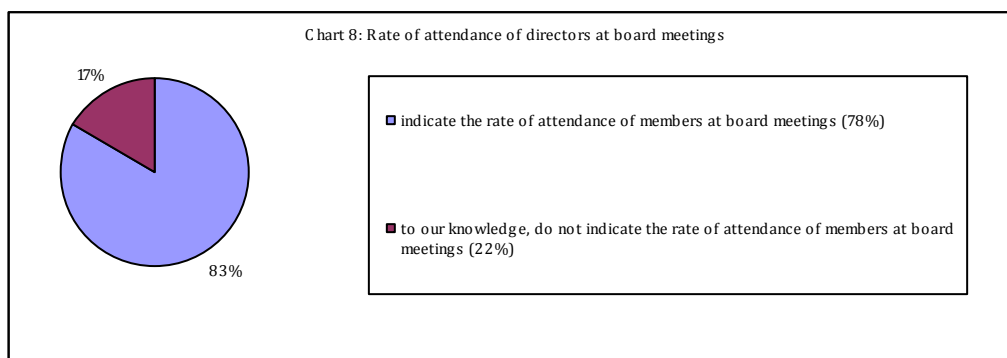 Chart 8: Rate of attendance of directors at board meetings
17%
83%
indicate the rate of attendance of members at board meetings (78%)
to our knowledge, do not indicate the rate of attendance of members at board
meetings (22%)